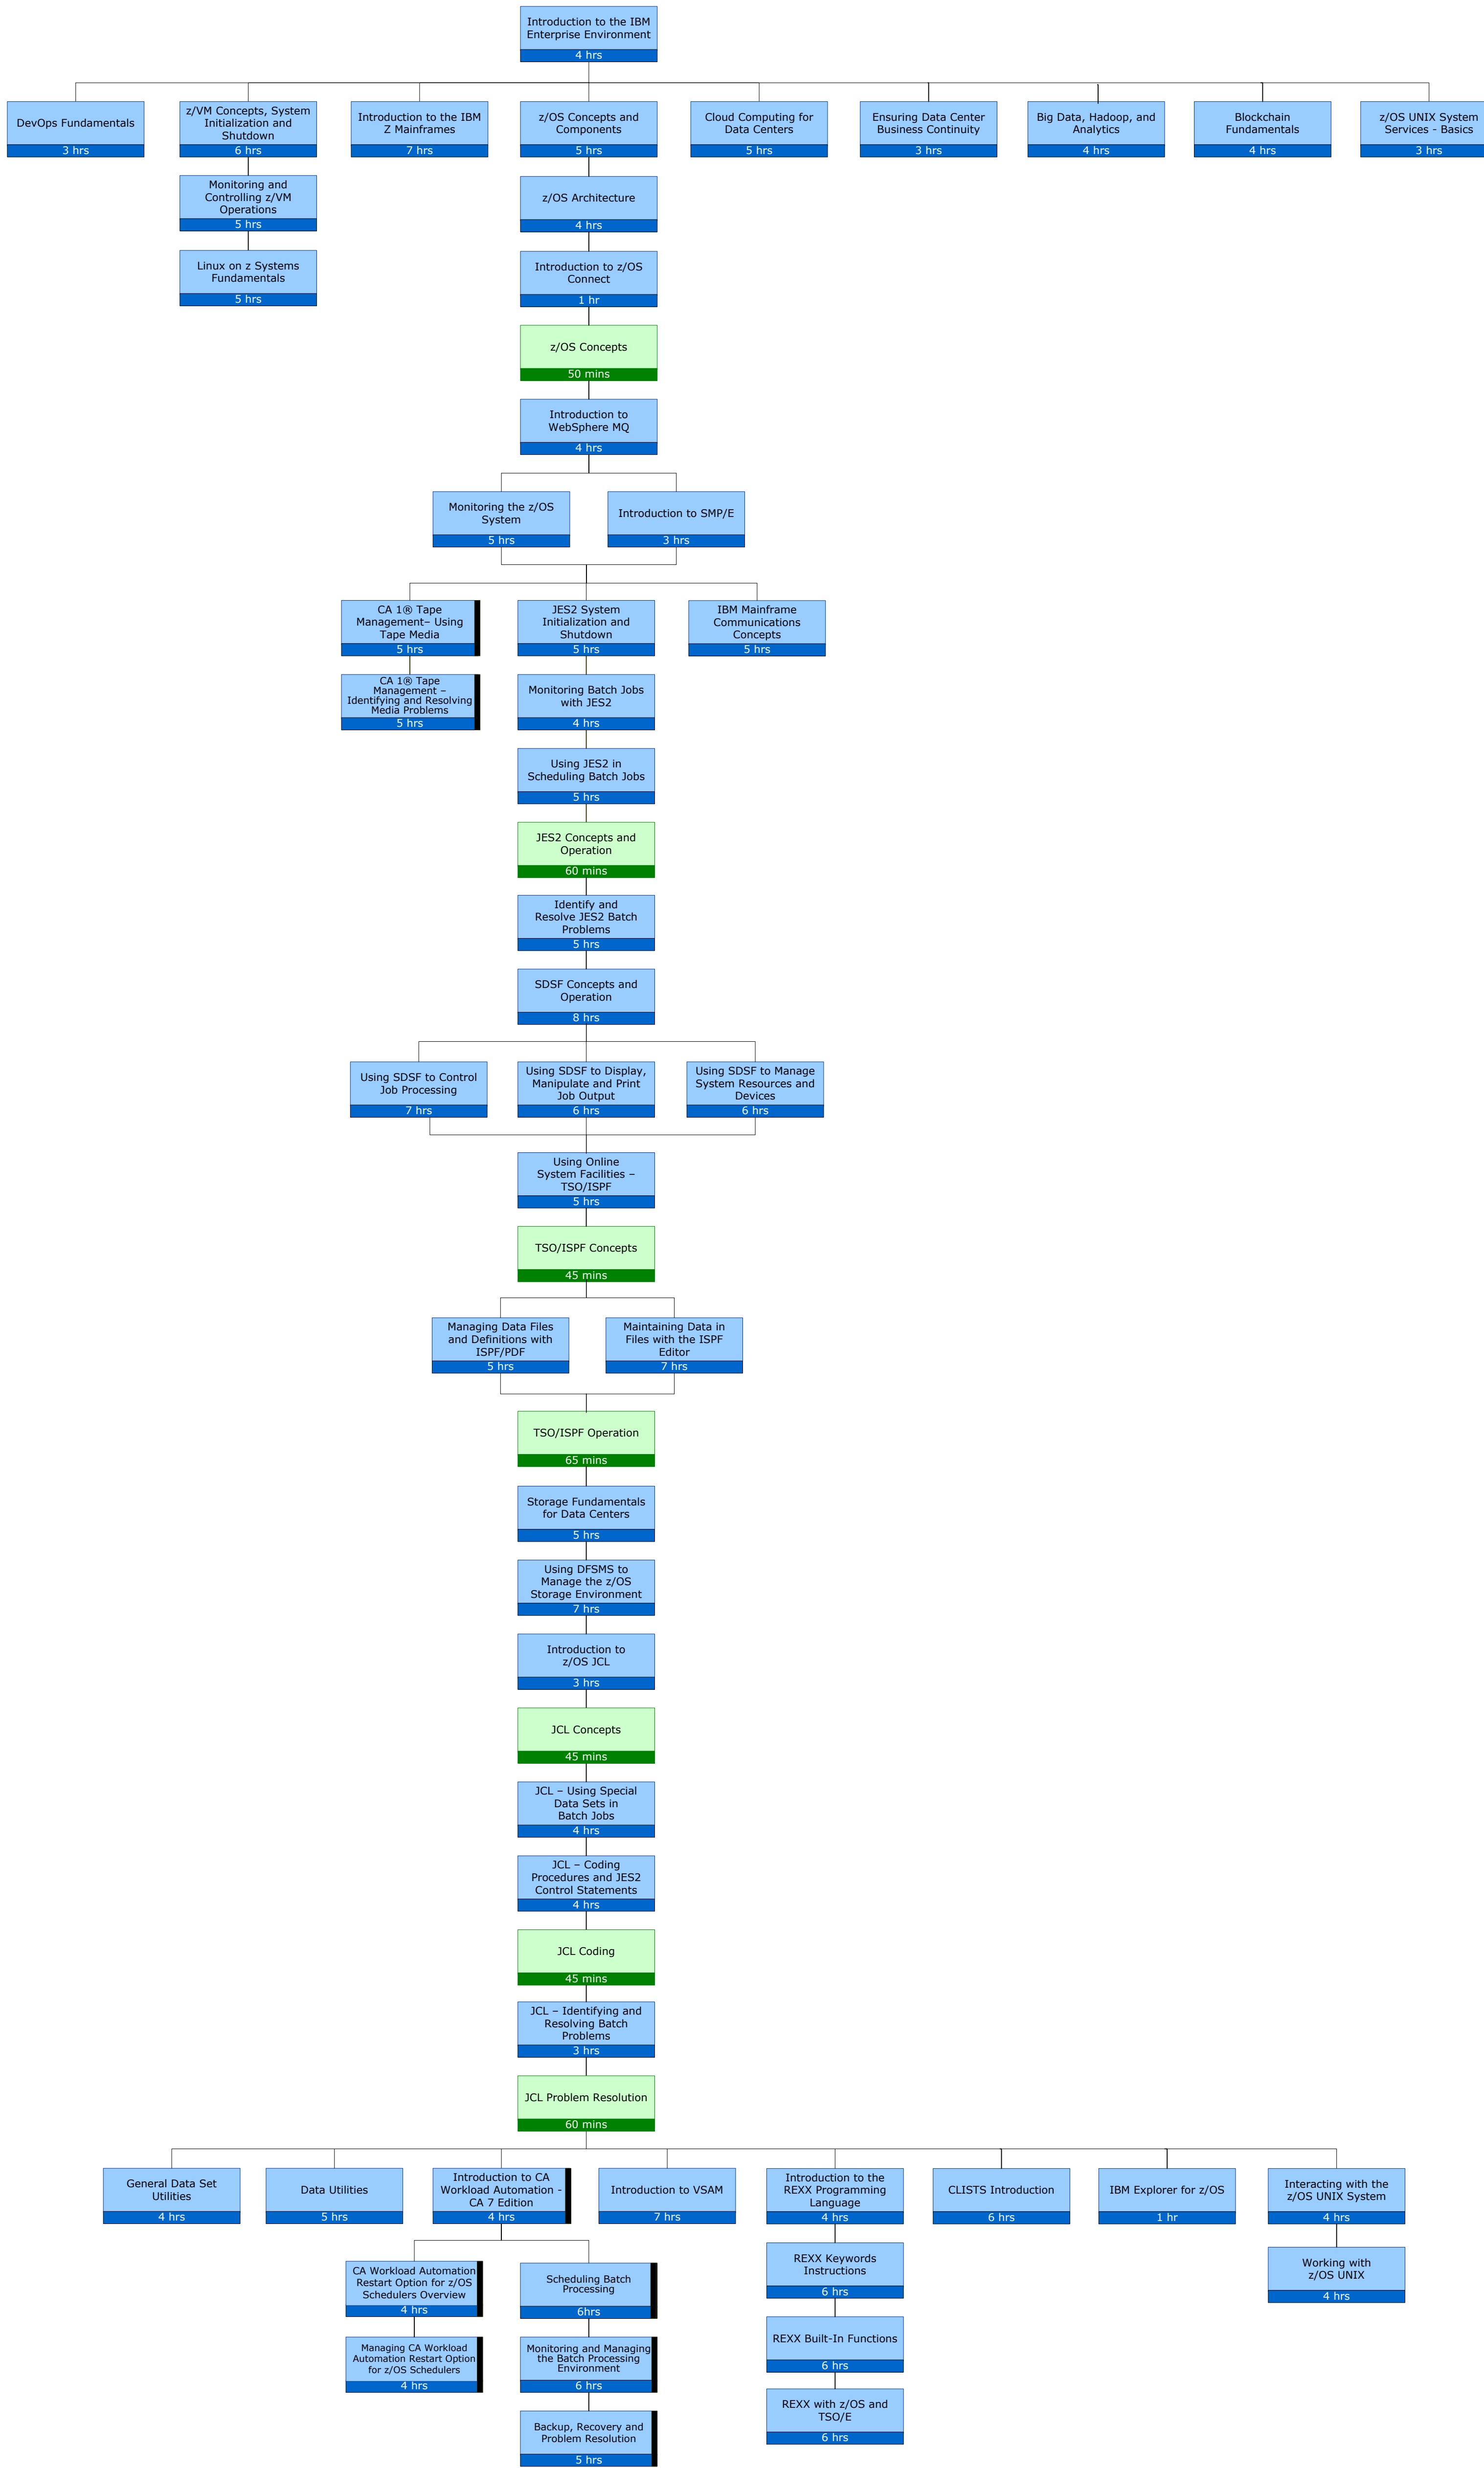 Introduction to the IBM
Enterprise Environment
4 hrs
DevOps Fundamentals
3 hrs
z/VM Concepts, System
Initialization and
Shutdown
6 hrs
Introduction to the IBM
Z Mainframes
7 hrs
z/OS Concepts and
Components
5 hrs
Cloud Computing for
Data Centers
5 hrs
Ensuring Data Center
Business Continuity
3 hrs
Big Data, Hadoop, and
Analytics
4 hrs
Blockchain
Fundamentals
4 hrs
z/OS UNIX System
Services - Basics
3 hrs
Monitoring and
Controlling z/VM
Operations
5 hrs
z/OS Architecture
4 hrs
Linux on z Systems
Fundamentals
5 hrs
Introduction to z/OS
Connect
1 hr
z/OS Concepts
50 mins
Introduction to
WebSphere MQ
4 hrs
Monitoring the z/OS
System
5 hrs
Introduction to SMP/E
3 hrs
CA 1® Tape
Management– Using
Tape Media
5 hrs
JES2 System
Initialization and
Shutdown
5 hrs
IBM Mainframe
Communications
Concepts
5 hrs
CA 1® Tape
Management –
Identifying and Resolving
Media Problems
5 hrs
Monitoring Batch Jobs
with JES2
4 hrs
Using JES2 in
Scheduling Batch Jobs
5 hrs
JES2 Concepts and
Operation
60 mins
Identify and
Resolve JES2 Batch
Problems
5 hrs
SDSF Concepts and
Operation
8 hrs
Using SDSF to Control
Job Processing
7 hrs
Using SDSF to Display,
Manipulate and Print
Job Output
6 hrs
Using SDSF to Manage
System Resources and
Devices
6 hrs
Using Online
System Facilities –
TSO/ISPF
5 hrs
TSO/ISPF Concepts
45 mins
Managing Data Files
and Definitions with
ISPF/PDF
5 hrs
Maintaining Data in
Files with the ISPF
Editor
7 hrs
TSO/ISPF Operation
65 mins
Storage Fundamentals
for Data Centers
5 hrs
Using DFSMS to
Manage the z/OS
Storage Environment
7 hrs
Introduction to
z/OS JCL
3 hrs
JCL Concepts
45 mins
JCL – Using Special
Data Sets in
Batch Jobs
4 hrs
JCL – Coding
Procedures and JES2
Control Statements
4 hrs
JCL Coding
45 mins
JCL – Identifying and
Resolving Batch
Problems
3 hrs
JCL Problem Resolution
60 mins
General Data Set
Utilities
4 hrs
Data Utilities
5 hrs
Introduction to CA
Workload Automation -
CA 7 Edition
4 hrs
Introduction to VSAM
7 hrs
Introduction to the
REXX Programming
Language
4 hrs
CLISTS Introduction
6 hrs
IBM Explorer for z/OS
1 hr
Interacting with the
z/OS UNIX System
4 hrs
CA Workload Automation
Restart Option for z/OS
Schedulers Overview
4 hrs
Scheduling Batch
Processing
6hrs
REXX Keywords
Instructions
6 hrs
Working with
z/OS UNIX
4 hrs
Managing CA Workload
Automation Restart Option
for z/OS Schedulers
4 hrs
Monitoring and Managing
the Batch Processing
Environment
6 hrs
REXX Built-In Functions
6 hrs
Backup, Recovery and
Problem Resolution
5 hrs
REXX with z/OS and
TSO/E
6 hrs